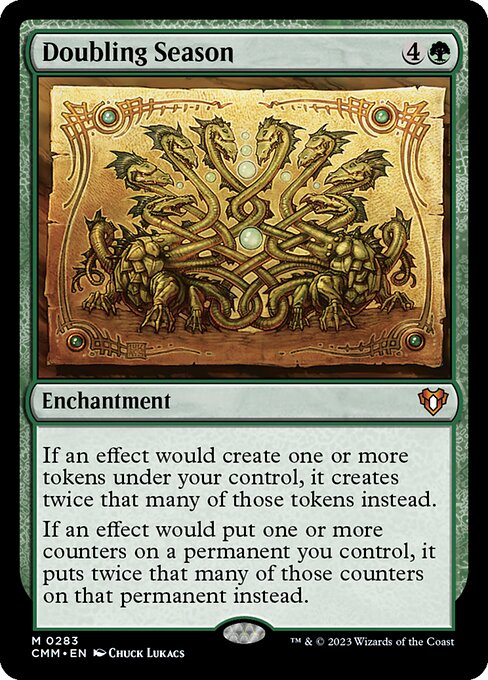 Doubling Season 4
Enchantment
If an effect would create one or more
tokens under your control, it creates
twice that many of those tokens instead.
If an effect would put one or more
counters on a permanent you control, it
puts twice that many of those counters
on that permanent instead.
M 0283
CMM • EN Chuck Lukacs
™ & © 2023 Wizards of the Coast